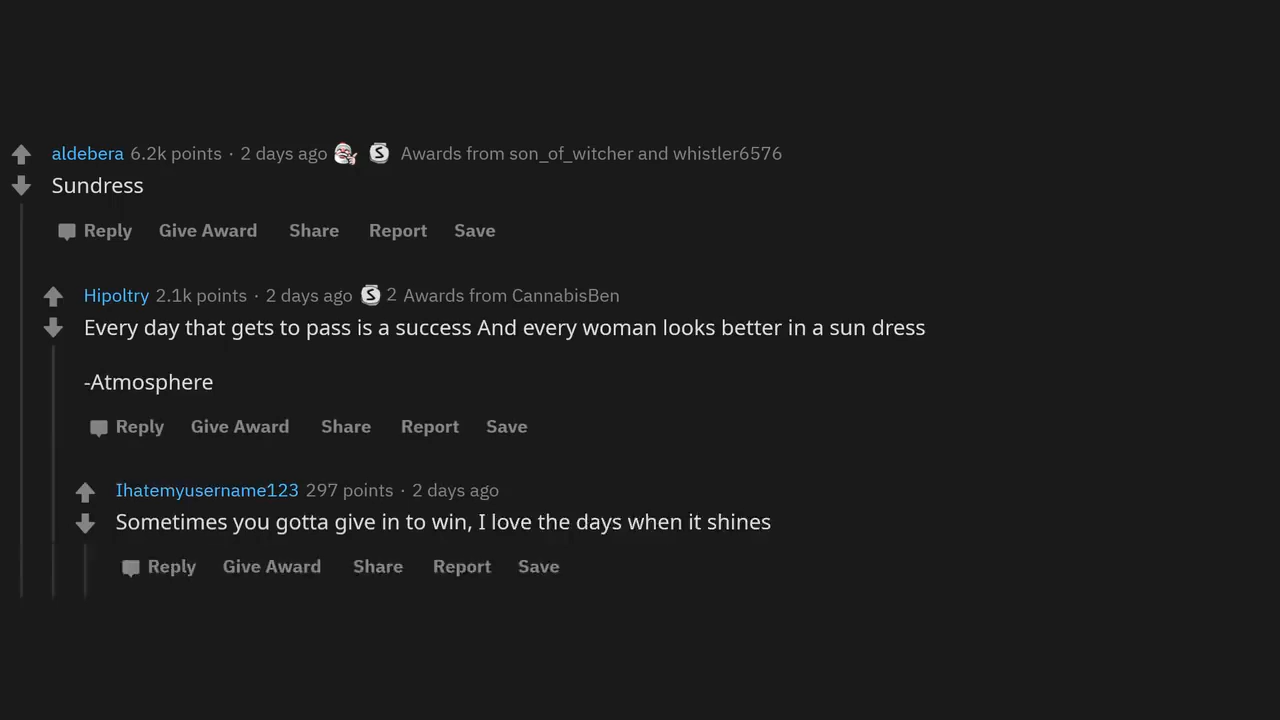 aldebera 6.2k points · 2 days ago S Awards from son_of_witcher and whistler6576
Sundress
Reply Give Award Share Report Save
Hipoltry 2.1k points · 2 days ago S 2 Awards from CannabisBen
Every day that gets to pass is a success And every woman looks better in a sun dress
-Atmosphere
Reply Give Award Share Report Save
Ihatemyusername123 297 points · 2 days ago
Sometimes you gotta give in to win, I love the days when it shines
Reply Give Award Share Report Save